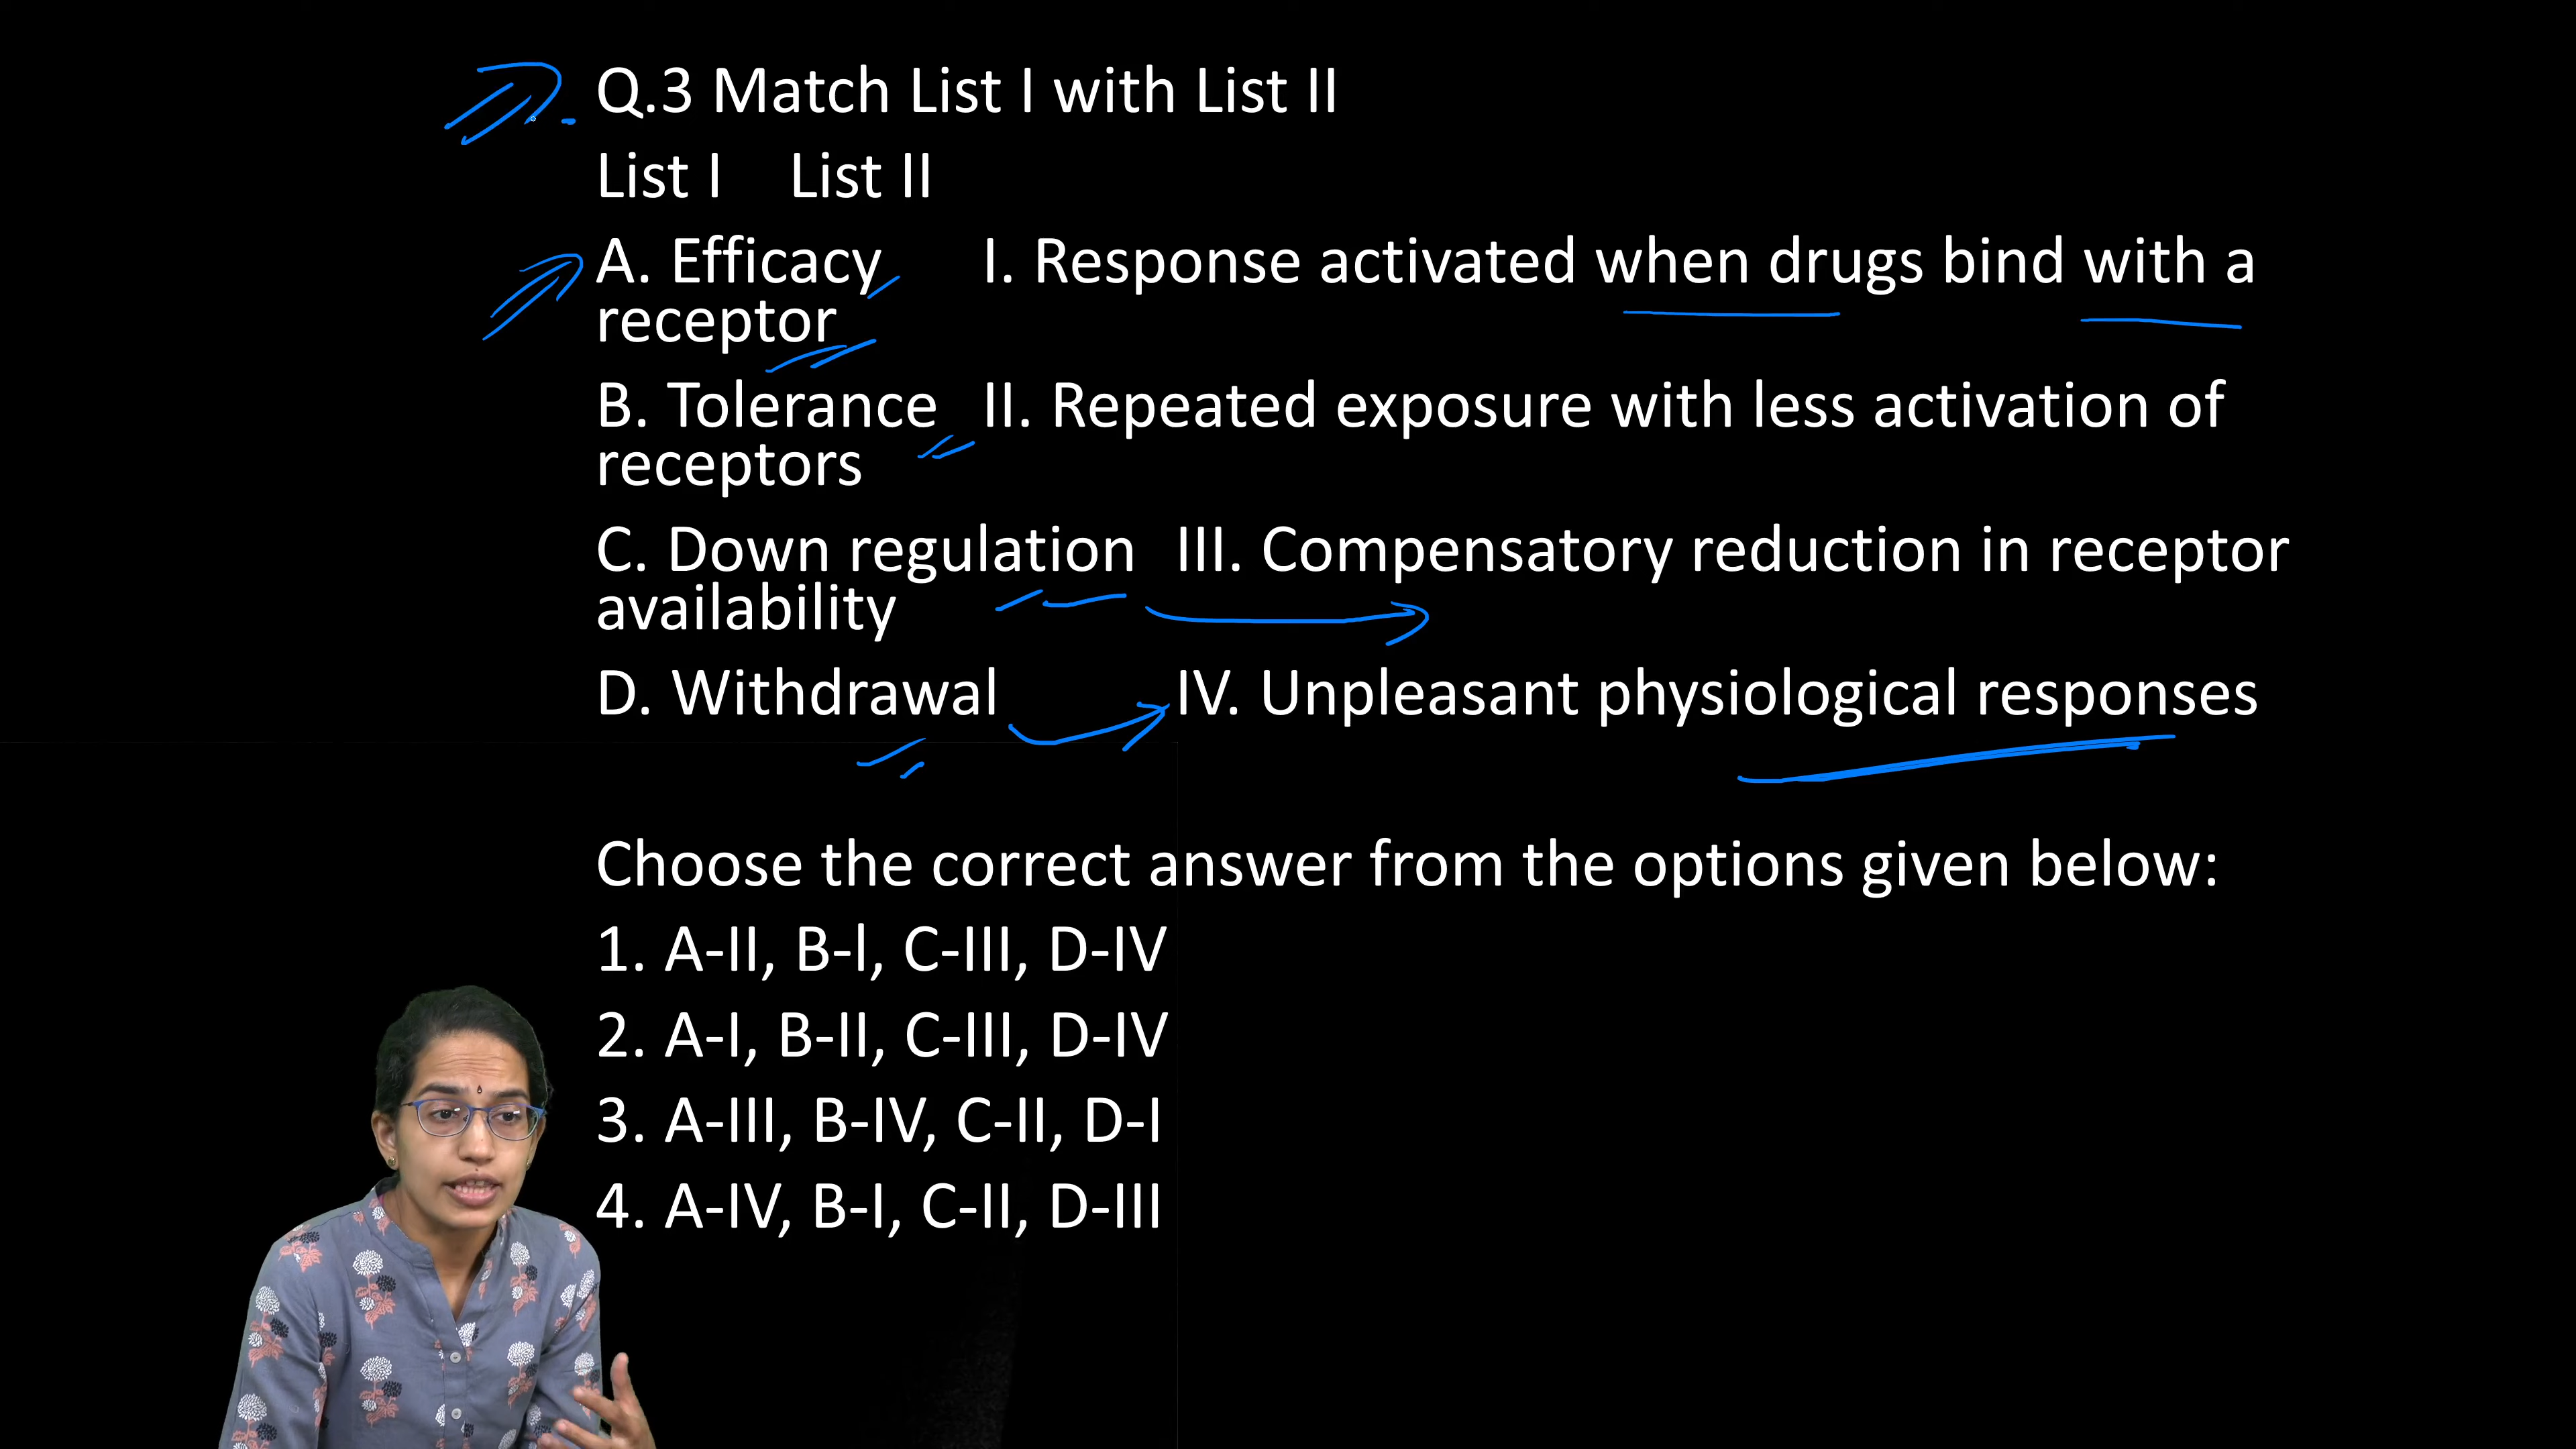 Q.3 Match List I with List II
List I List II
A. Efficacy I. Response activated when drugs bind with a
receptor
B. Tolerance II. Repeated exposure with less activation of
receptors
C. Down regulation III. Compensatory reduction in receptor
availability
D. Withdrawal IV. Unpleasant physiological responses
Choose the correct answer from the options given below:
1. A-II, B-l, C-III, D-IV
2. A-I, B-II, C-III, D-IV
3. A-III, B-IV, C-II, D-I
4. A-IV, B-I, C-II, D-III